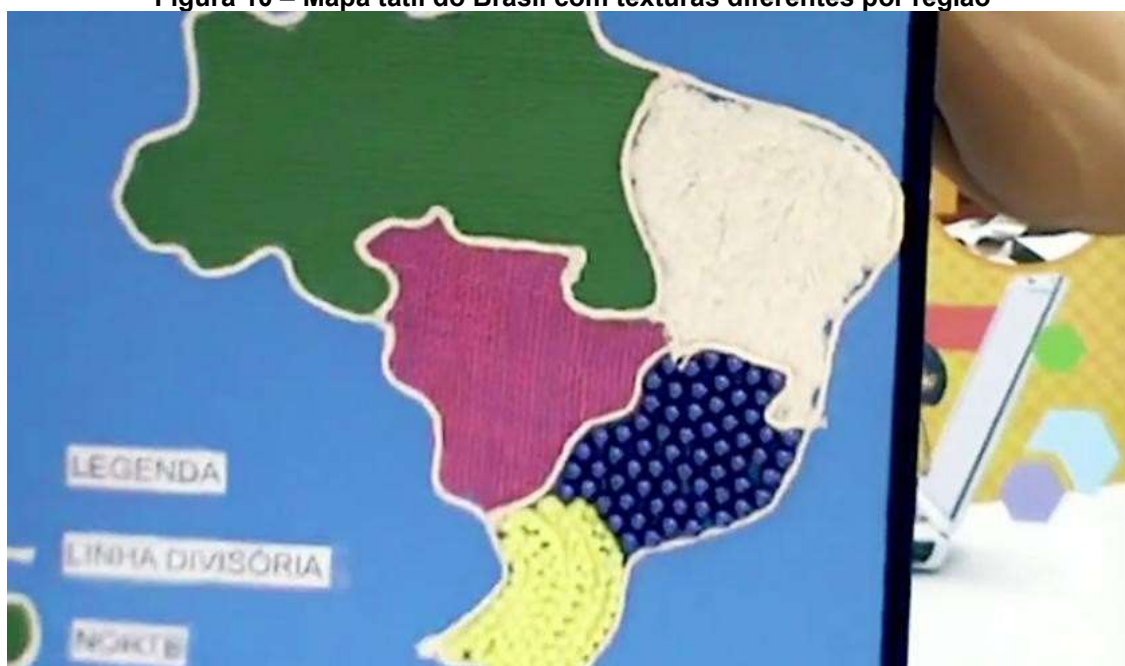 Figura 10 – Mapa tátil do Brasil com texturas diferentes por região
LEGENDA
LINHA DIVISÓRIA
NORTE